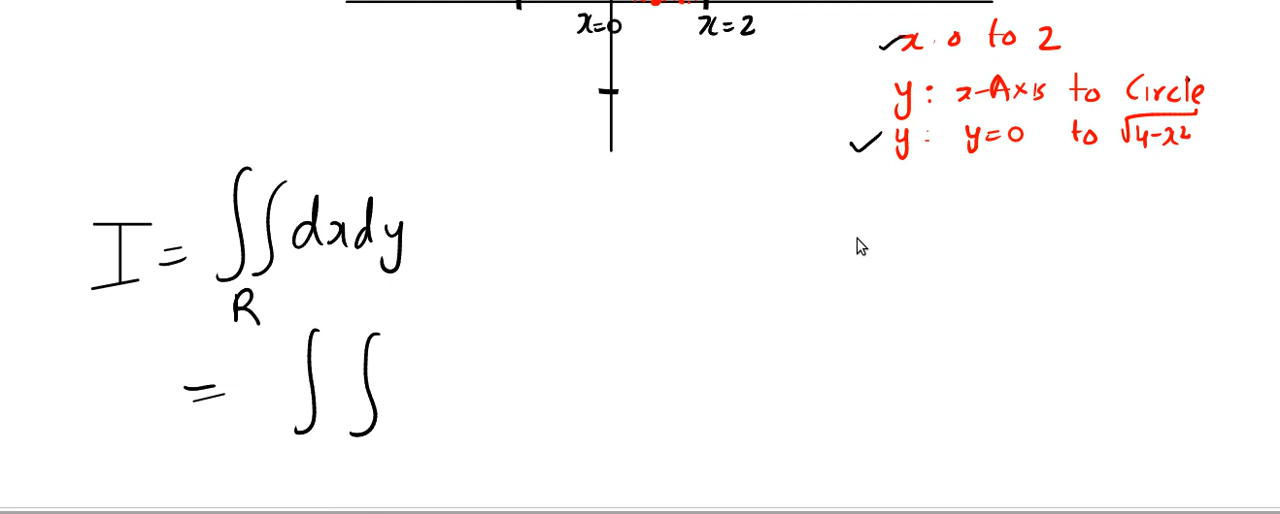 x=0 x=2
x: 0 to 2
y: x-Axis to Circle
y: y=0 to √4-x²
I = ∫∫ dxdy
R
= ∫ ∫